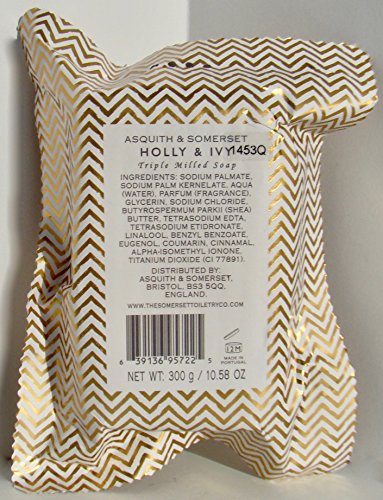 ASQUITH & SOMERSET
HOLLY & IVY 1453Q
Triple Milled Soap
INGREDIENTS: SODIUM PALMATE,
SODIUM PALM KERNELATE, AQUA
(WATER), PARFUM (FRAGRANCE),
GLYCERIN, SODIUM CHLORIDE,
BUTYROSPERMUM PARKII (SHEA)
BUTTER, TETRASODIUM EDTA,
TETRASODIUM ETIDRONATE,
LINALOOL, BENZYL BENZOATE,
EUGENOL, COUMARIN, CINNAMAL,
ALPHA-ISOMETHYL IONONE,
TITANIUM DIOXIDE (CI 77891).
DISTRIBUTED BY:
ASQUITH & SOMERSET,
BRISTOL, BS3 5QQ,
ENGLAND.
WWW.THESOMERSETTOILETRYCO.COM
12M
MADE IN
PORTUGAL
6 39136 95722 5
NET WT: 300 g / 10.58 OZ